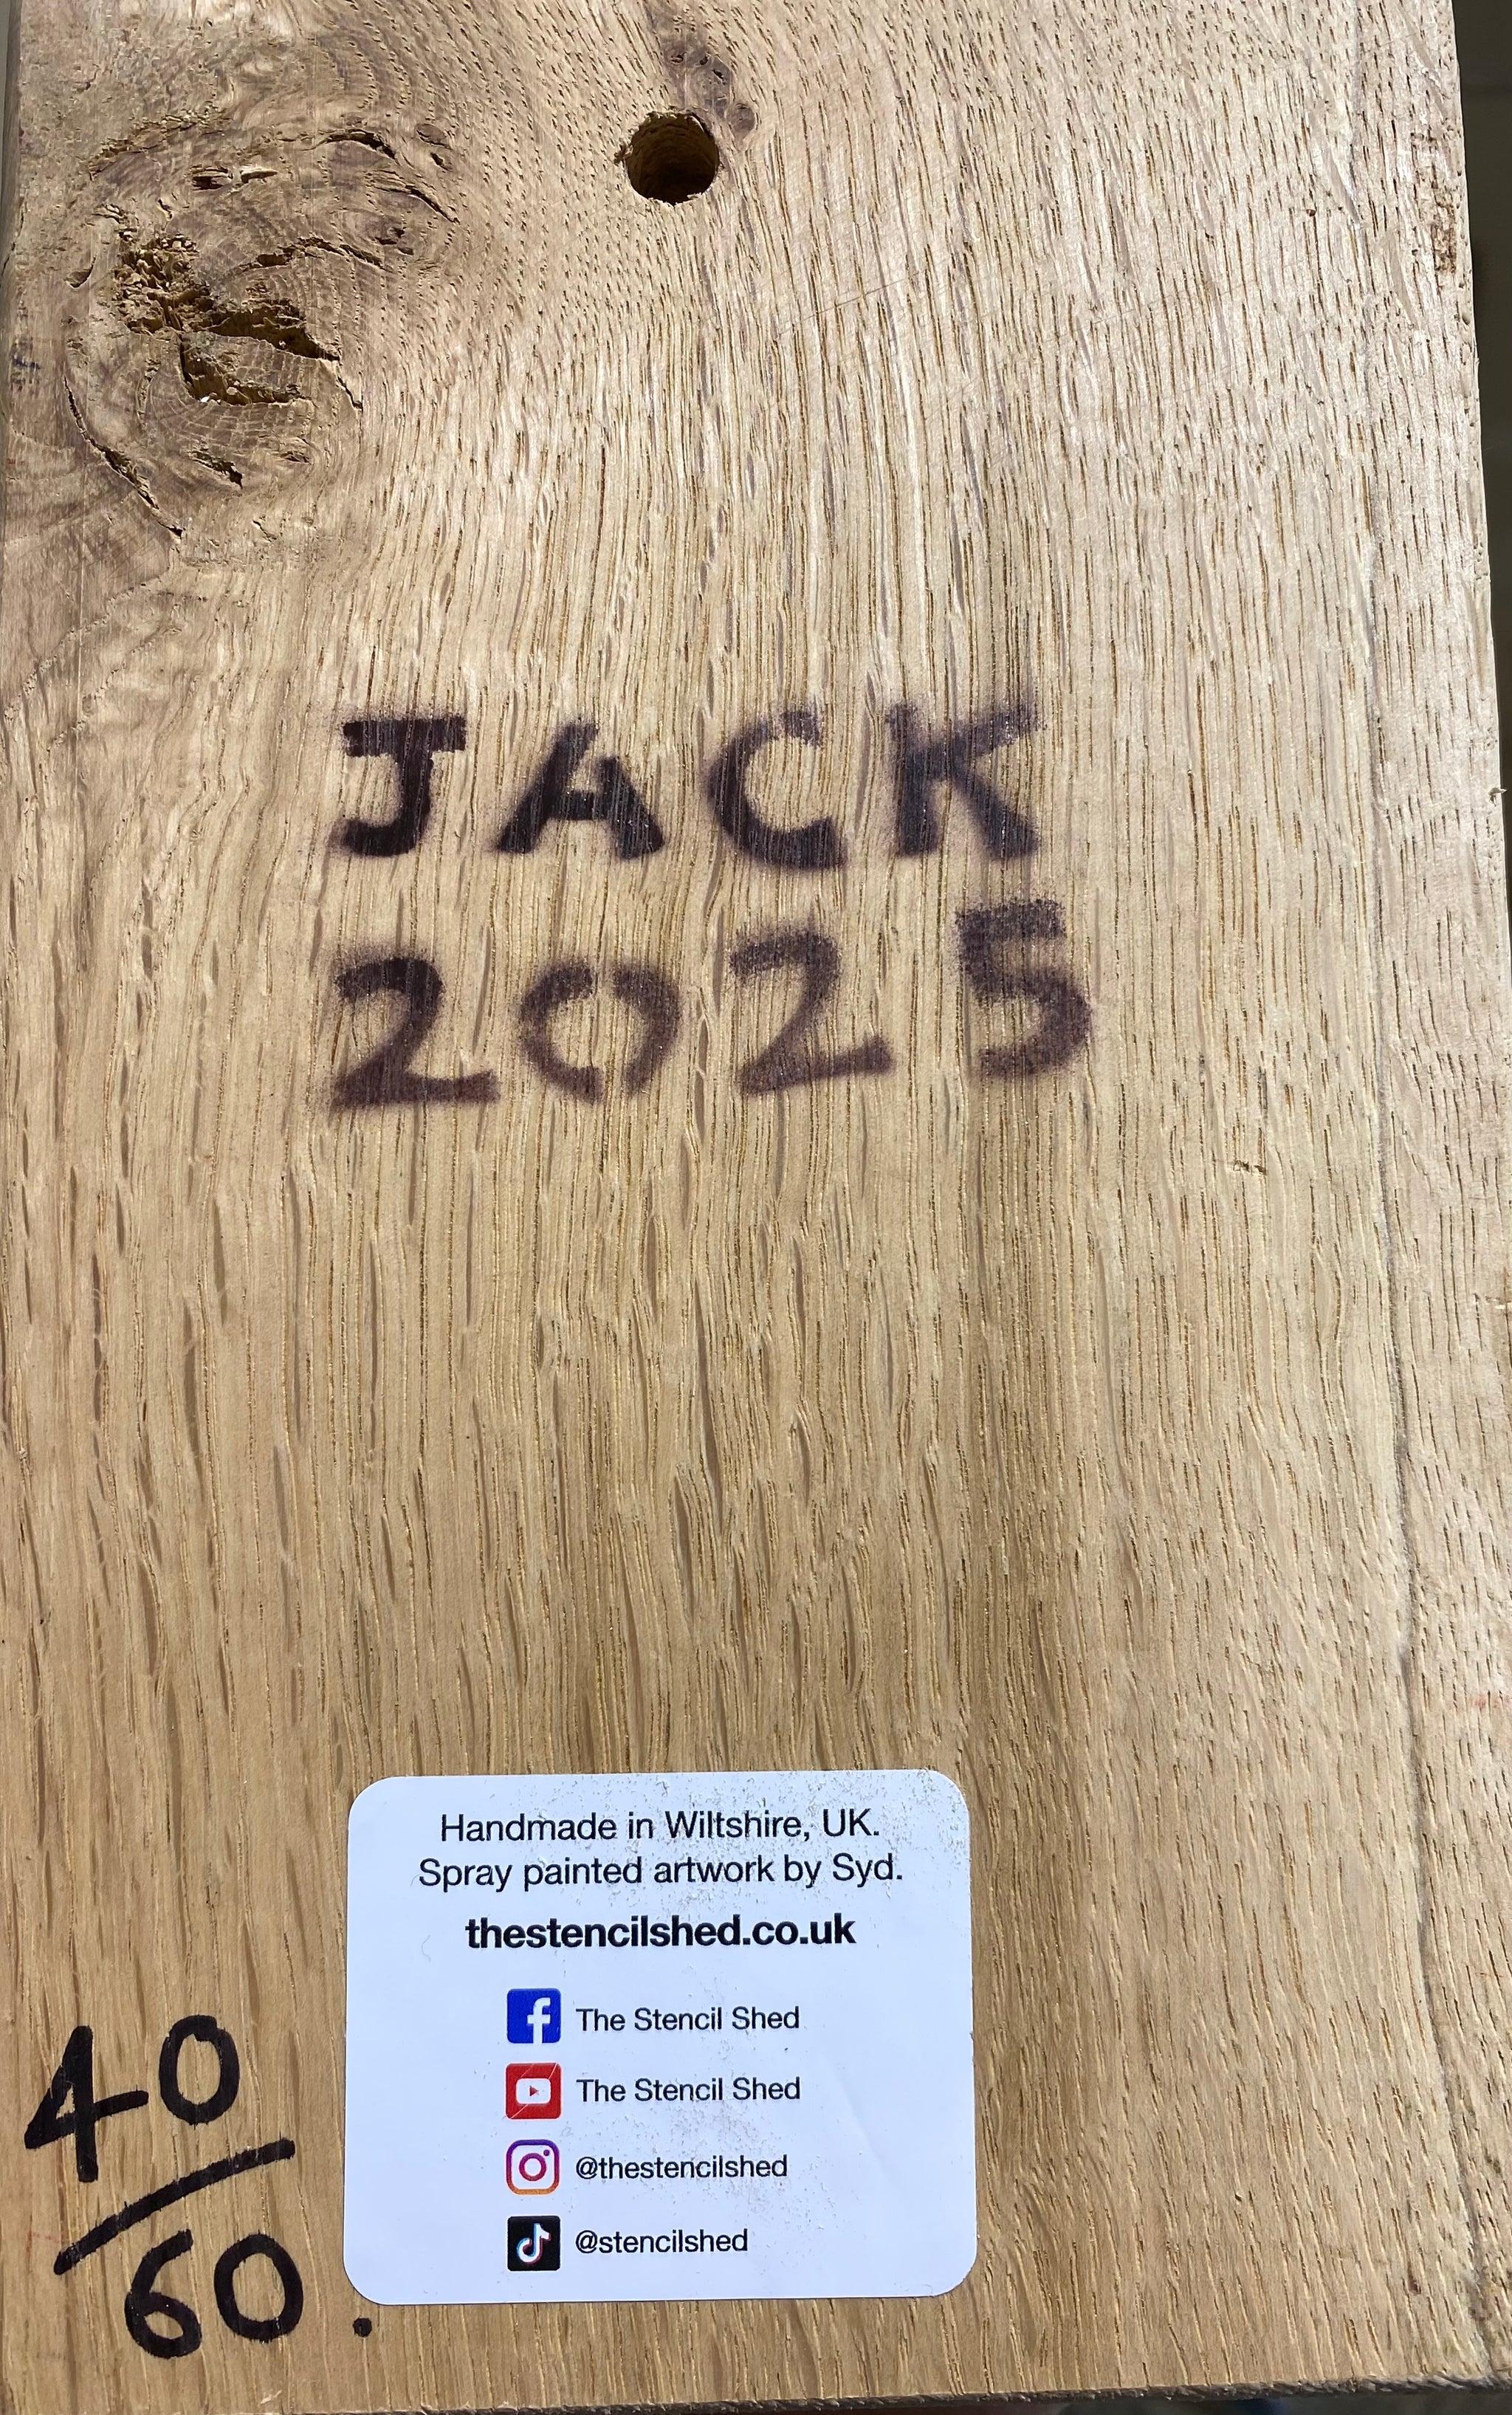 JACK
2025
Handmade in Wiltshire, UK.
Spray painted artwork by Syd.
thestencilshed.co.uk
The Stencil Shed
The Stencil Shed
@thestencilshed
@stencilshed
40
60.